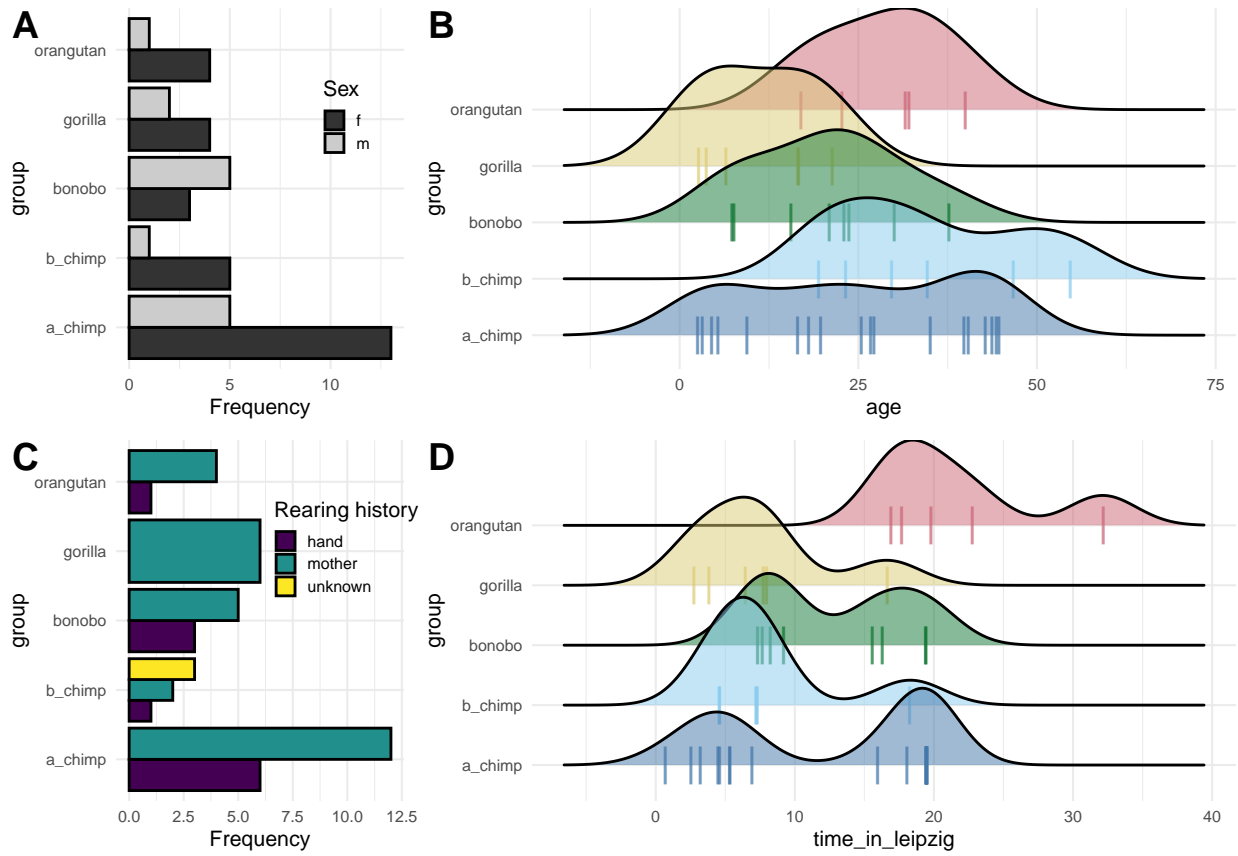 A
orangutan
gorilla
bonobo
b_chimp
a_chimp
group
0
5
10
Frequency
Sex
f
m
B
orangutan
gorilla
bonobo
b_chimp
a_chimp
group
0
25
50
75
age
C
orangutan
gorilla
bonobo
b_chimp
a_chimp
group
0.0
2.5
5.0
7.5
10.0
12.5
Frequency
Rearing history
hand
mother
unknown
D
orangutan
gorilla
bonobo
b_chimp
a_chimp
group
0
10
20
30
40
time_in_leipzig